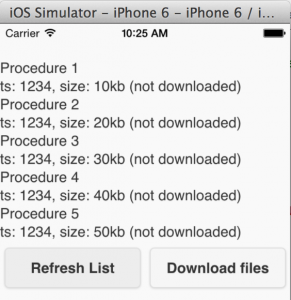 iOS Simulator - iPhone 6 - iPhone 6 / i...
Carrier 10:25 AM
Procedure 1
ts: 1234, size: 10kb (not downloaded)
Procedure 2
ts: 1234, size: 20kb (not downloaded)
Procedure 3
ts: 1234, size: 30kb (not downloaded)
Procedure 4
ts: 1234, size: 40kb (not downloaded)
Procedure 5
ts: 1234, size: 50kb (not downloaded)
Refresh List Download files